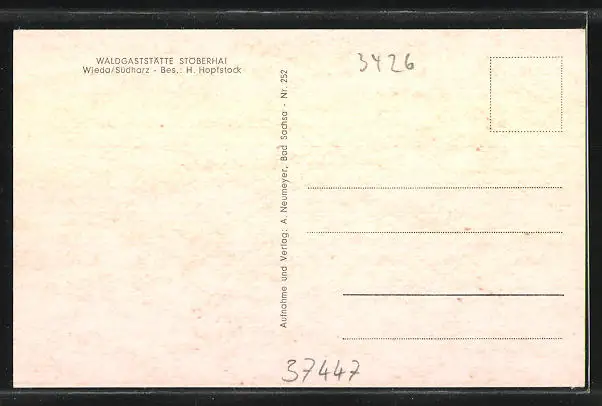 WALDGASTSTÄTTE STÖBERHAI
Wieda/Südharz - Bes.: H. Hopfstock
3426
Aufnahme und Verlag: A. Neumeyer, Bad Sachsa - Nr. 252
37447